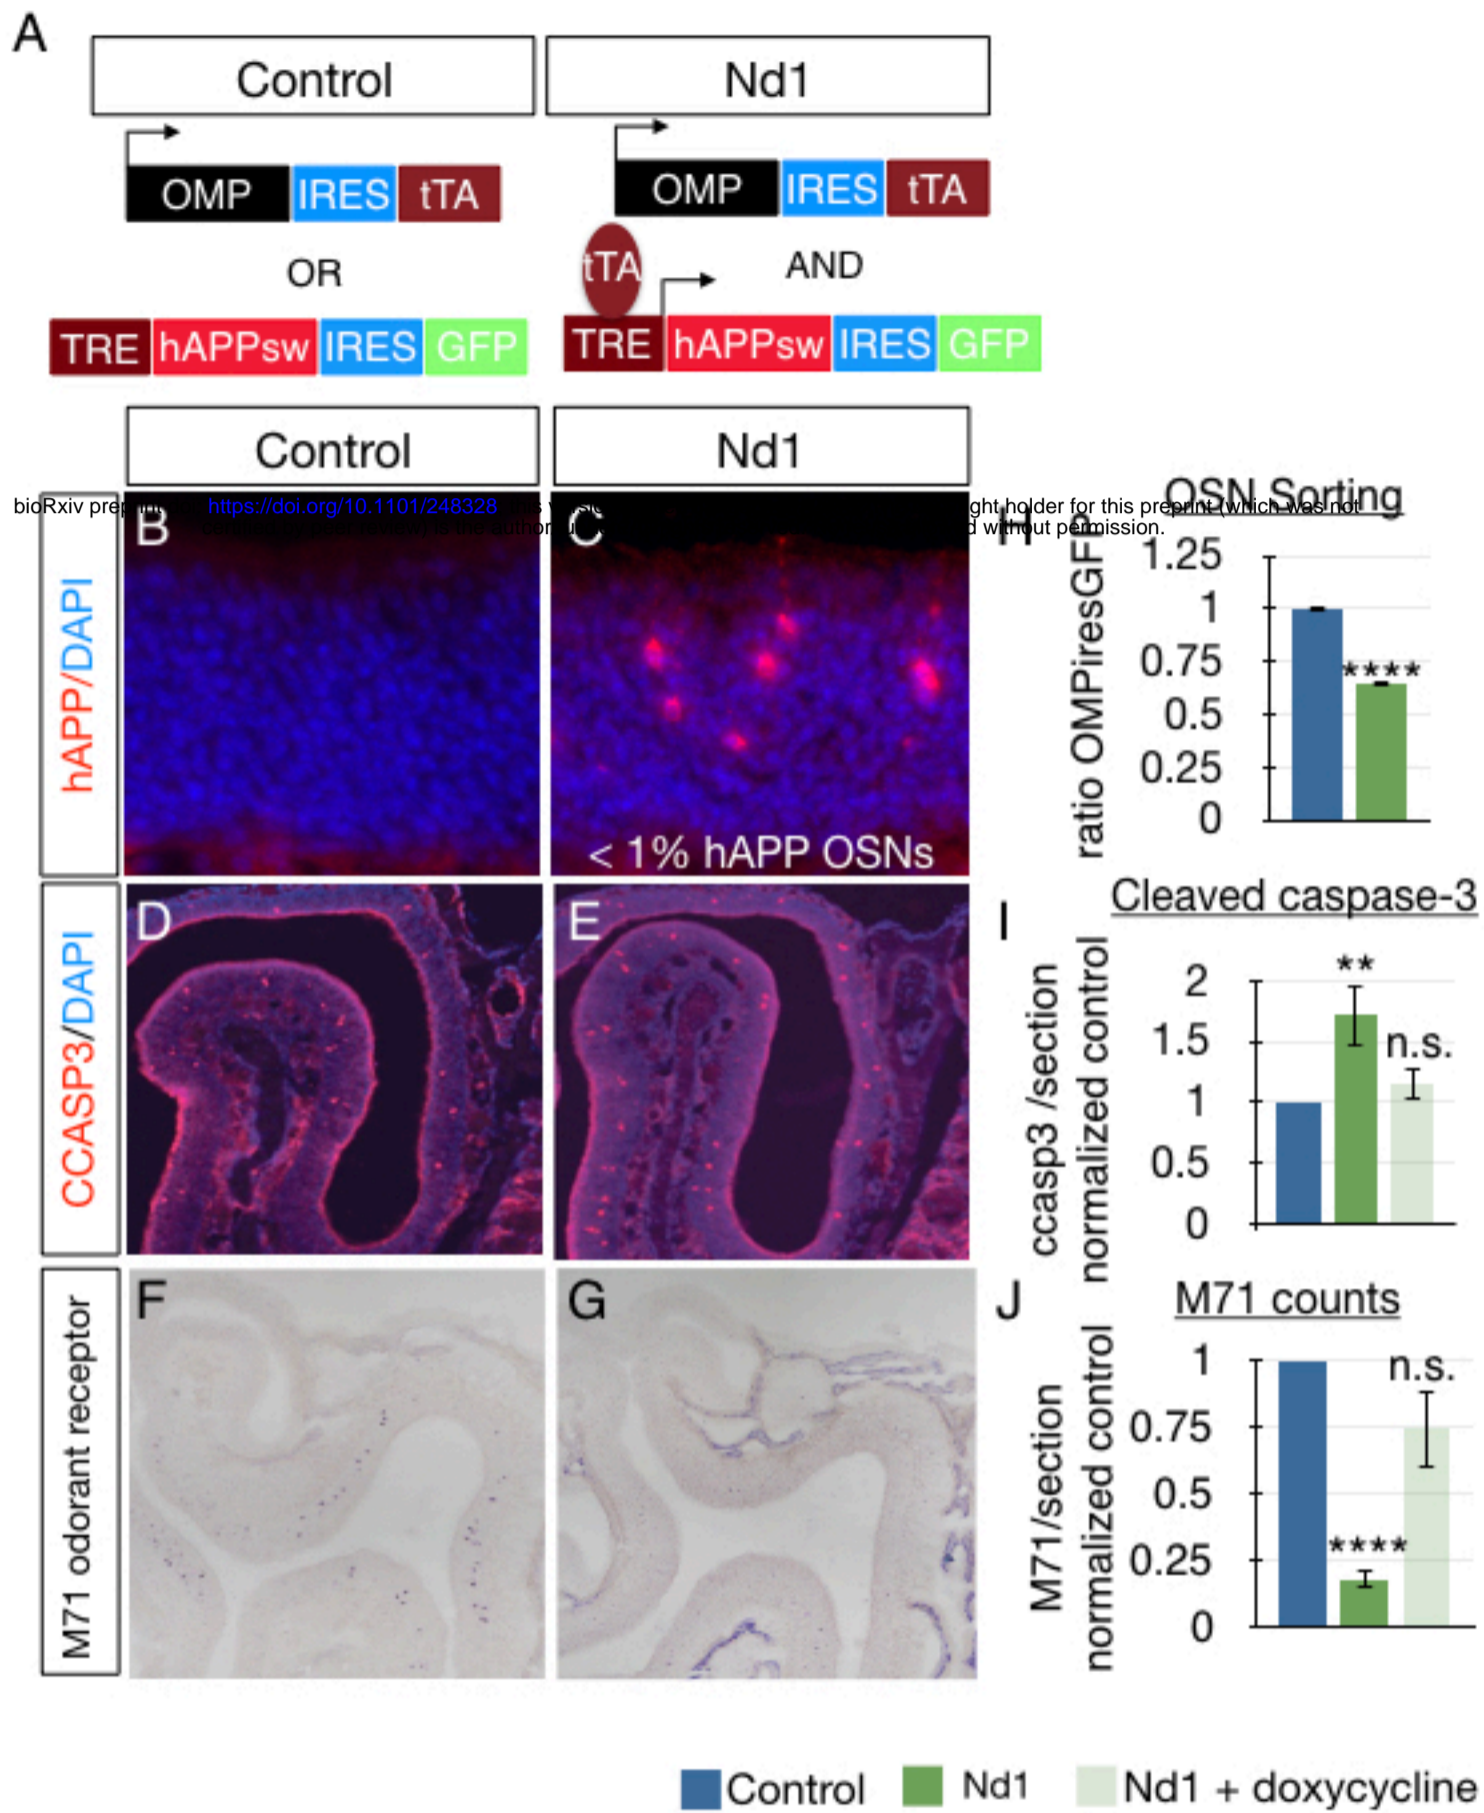 A
Control
Nd1
OMP IRES tTA
OMP IRES tTA
OR
tTA
AND
TRE hAPPsw IRES GFP
TRE hAPPsw IRES GFP
Control
Nd1
bioRxiv https://doi.org/10.1101/248328 ght holder for this preprint (which was not
is the author d without permission.
hAPP/DAPI
B
C
< 1% hAPP OSNs
H
OSN Sorting
ratio OMPiresGFP
1.25
1
0.75
0.5
0.25
0
****
CCASP3/DAPI
D
E
I
Cleaved caspase-3
ccasp3 /section
normalized control
2
1.5
1
0.5
0
**
n.s.
M71 odorant receptor
F
G
J
M71 counts
M71/section
normalized control
1
0.75
0.5
0.25
0
****
n.s.
Control Nd1 Nd1 + doxycycline